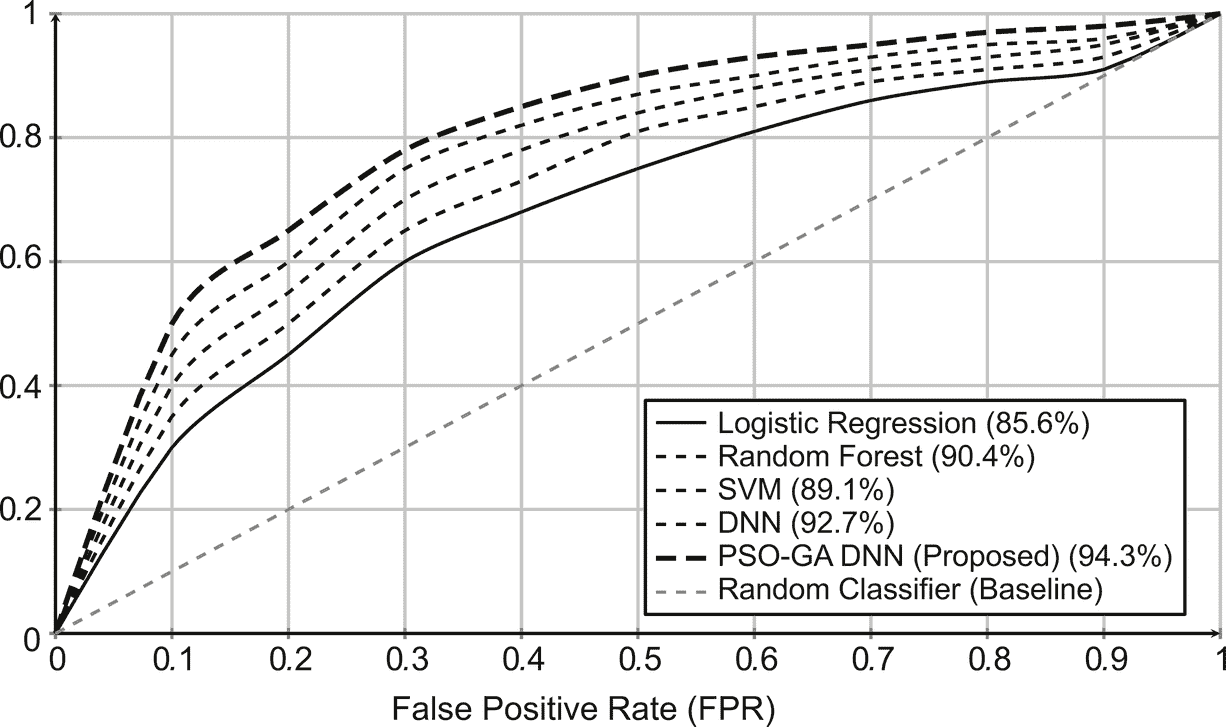 1
0.8
0.6
0.4
0.2
0
Logistic Regression (85.6%)
Random Forest (90.4%)
SVM (89.1%)
DNN (92.7%)
PSO-GA DNN (Proposed) (94.3%)
Random Classifier (Baseline)
0 0.1 0.2 0.3 0.4 0.5 0.6 0.7 0.8 0.9 1
False Positive Rate (FPR)